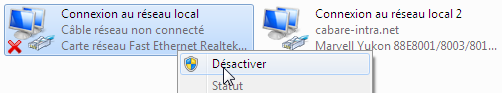 Connexion au réseau local
Câble réseau non connecté
Carte réseau Fast Ethernet Realtek...
Connexion au réseau local 2
cabare-intra.net
Marvell Yukon 88E8001/8003/801...
Désactiver
Statut